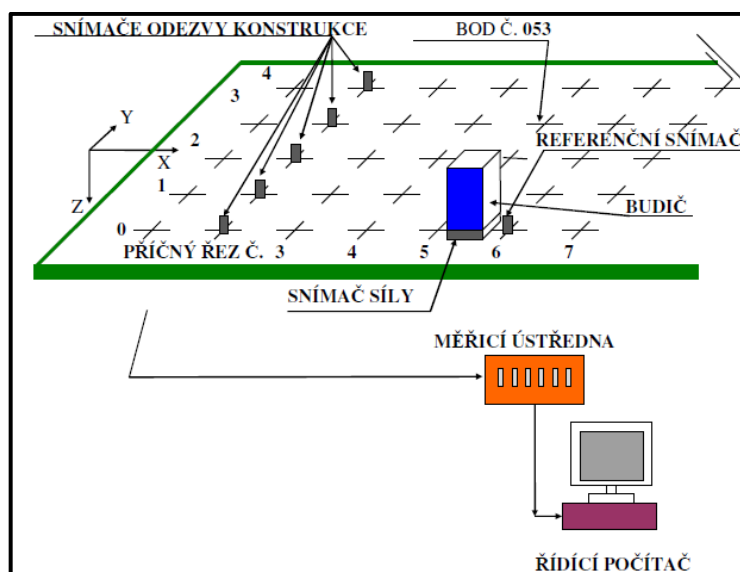 SNÍMAČE ODEZVY KONSTRUKCE
BOD Č. 053
4
3
Y
2
REFERENČNÍ SNÍMAČ
X
Z
1
BUDIČ
0
PŘÍČNÝ ŘEZ Č.
3
4
5
6
7
SNÍMAČ SÍLY
MĚŘICÍ ÚSTŘEDNA
ŘÍDÍCÍ POČÍTAČ